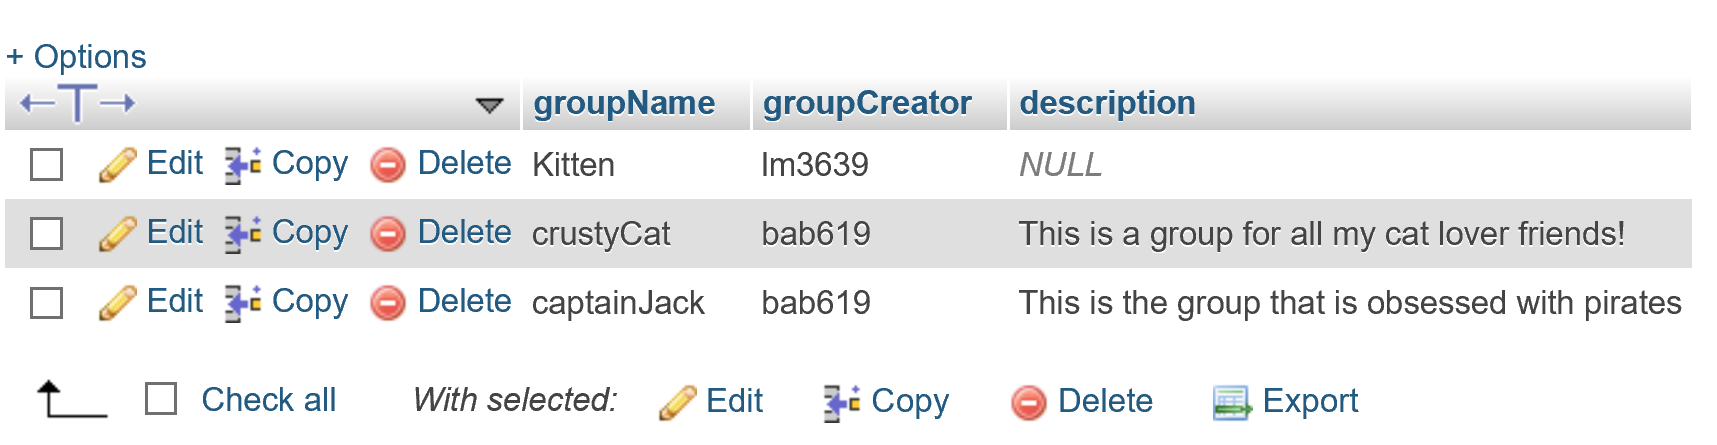 + Options
groupName groupCreator description
Edit Copy Delete Kitten lm3639 NULL
Edit Copy Delete crustyCat bab619 This is a group for all my cat lover friends!
Edit Copy Delete captainJack bab619 This is the group that is obsessed with pirates
Check all With selected: Edit Copy Delete Export